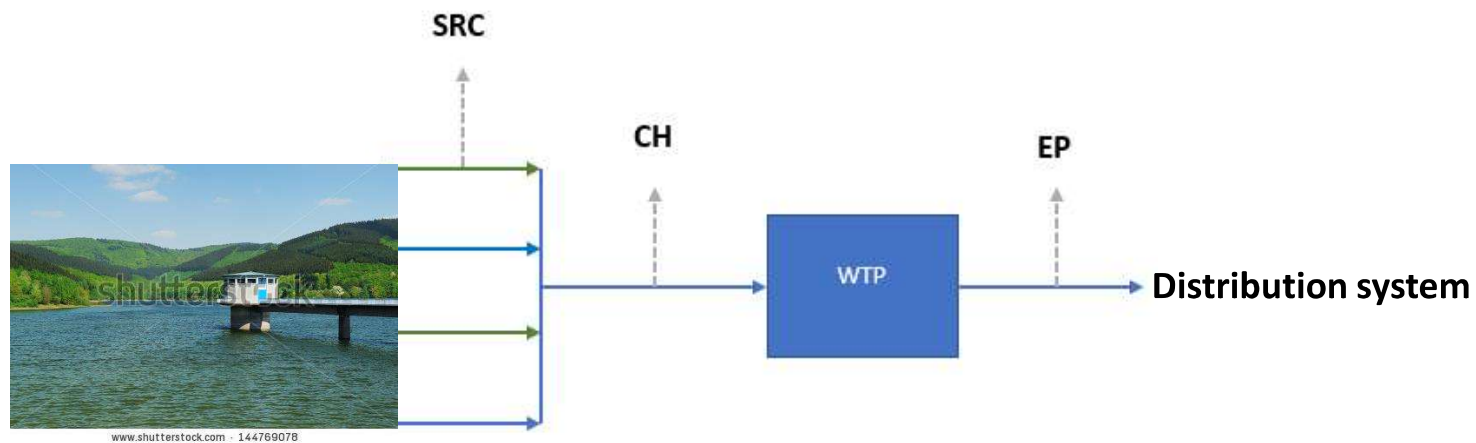 SRC
CH
EP
WTP
Distribution system
shutterstock
www.shutterstock.com · 144769078